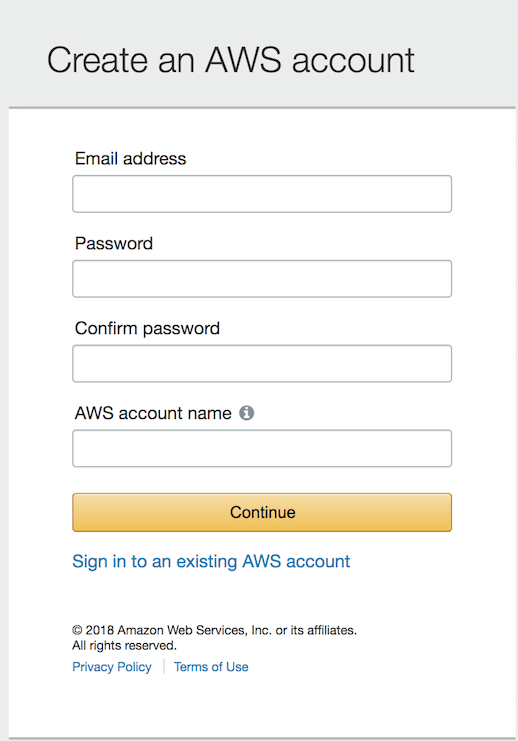 Create an AWS account
Email address
Password
Confirm password
AWS account name
Continue
Sign in to an existing AWS account
© 2018 Amazon Web Services, Inc. or its affiliates.
All rights reserved.
Privacy Policy | Terms of Use